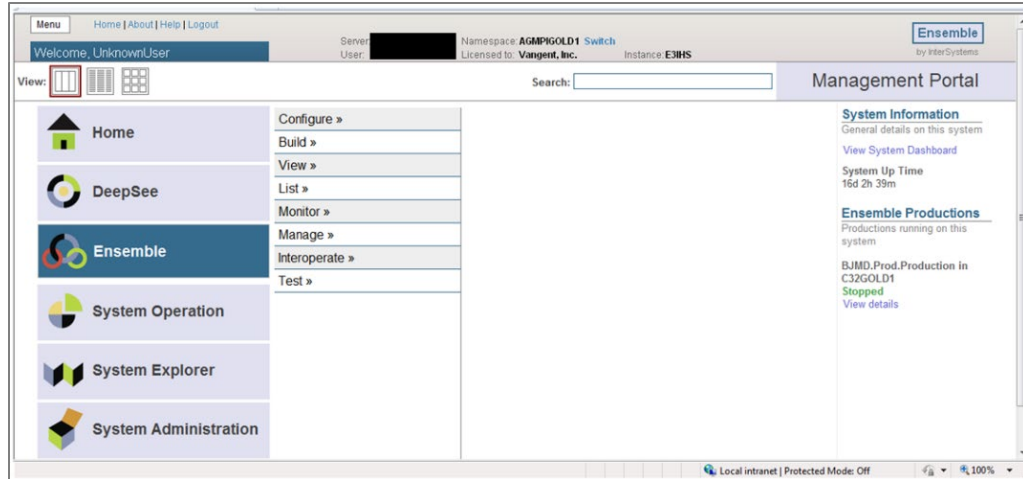 Menu
Home | About | Help | Logout
Welcome, UnknownUser
Server:
User:
Namespace: AGMPIGOLD1 Switch
Licensed to: Vangent, Inc.
Instance: E3IHS
Ensemble
by InterSystems
View:
Search:
Management Portal
Home
DeepSee
Ensemble
System Operation
System Explorer
System Administration
Configure »
Build »
View »
List »
Monitor »
Manage »
Interoperate »
Test »
System Information
General details on this system
View System Dashboard
System Up Time
16d 2h 39m
Ensemble Productions
Productions running on this
system
BJMD.Prod.Production in
C32GOLD1
Stopped
View details
Local intranet | Protected Mode: Off
100%